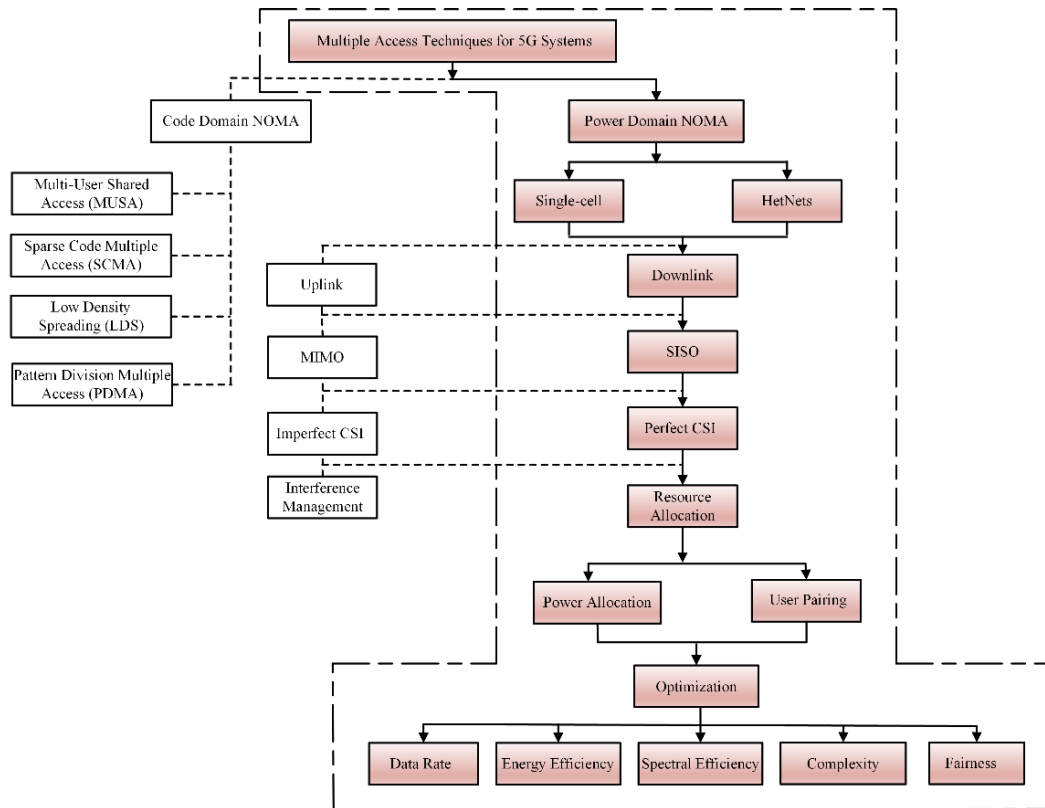 Multiple Access Techniques for 5G Systems
Code Domain NOMA
Power Domain NOMA
Multi-User Shared
Access (MUSA)
Single-cell
HetNets
Sparse Code Multiple
Access (SCMA)
Uplink
Downlink
Low Density
Spreading (LDS)
MIMO
SISO
Pattern Division Multiple
Access (PDMA)
Imperfect CSI
Perfect CSI
Interference
Management
Resource
Allocation
Power Allocation
User Pairing
Optimization
Data Rate
Energy Efficiency
Spectral Efficiency
Complexity
Fairness